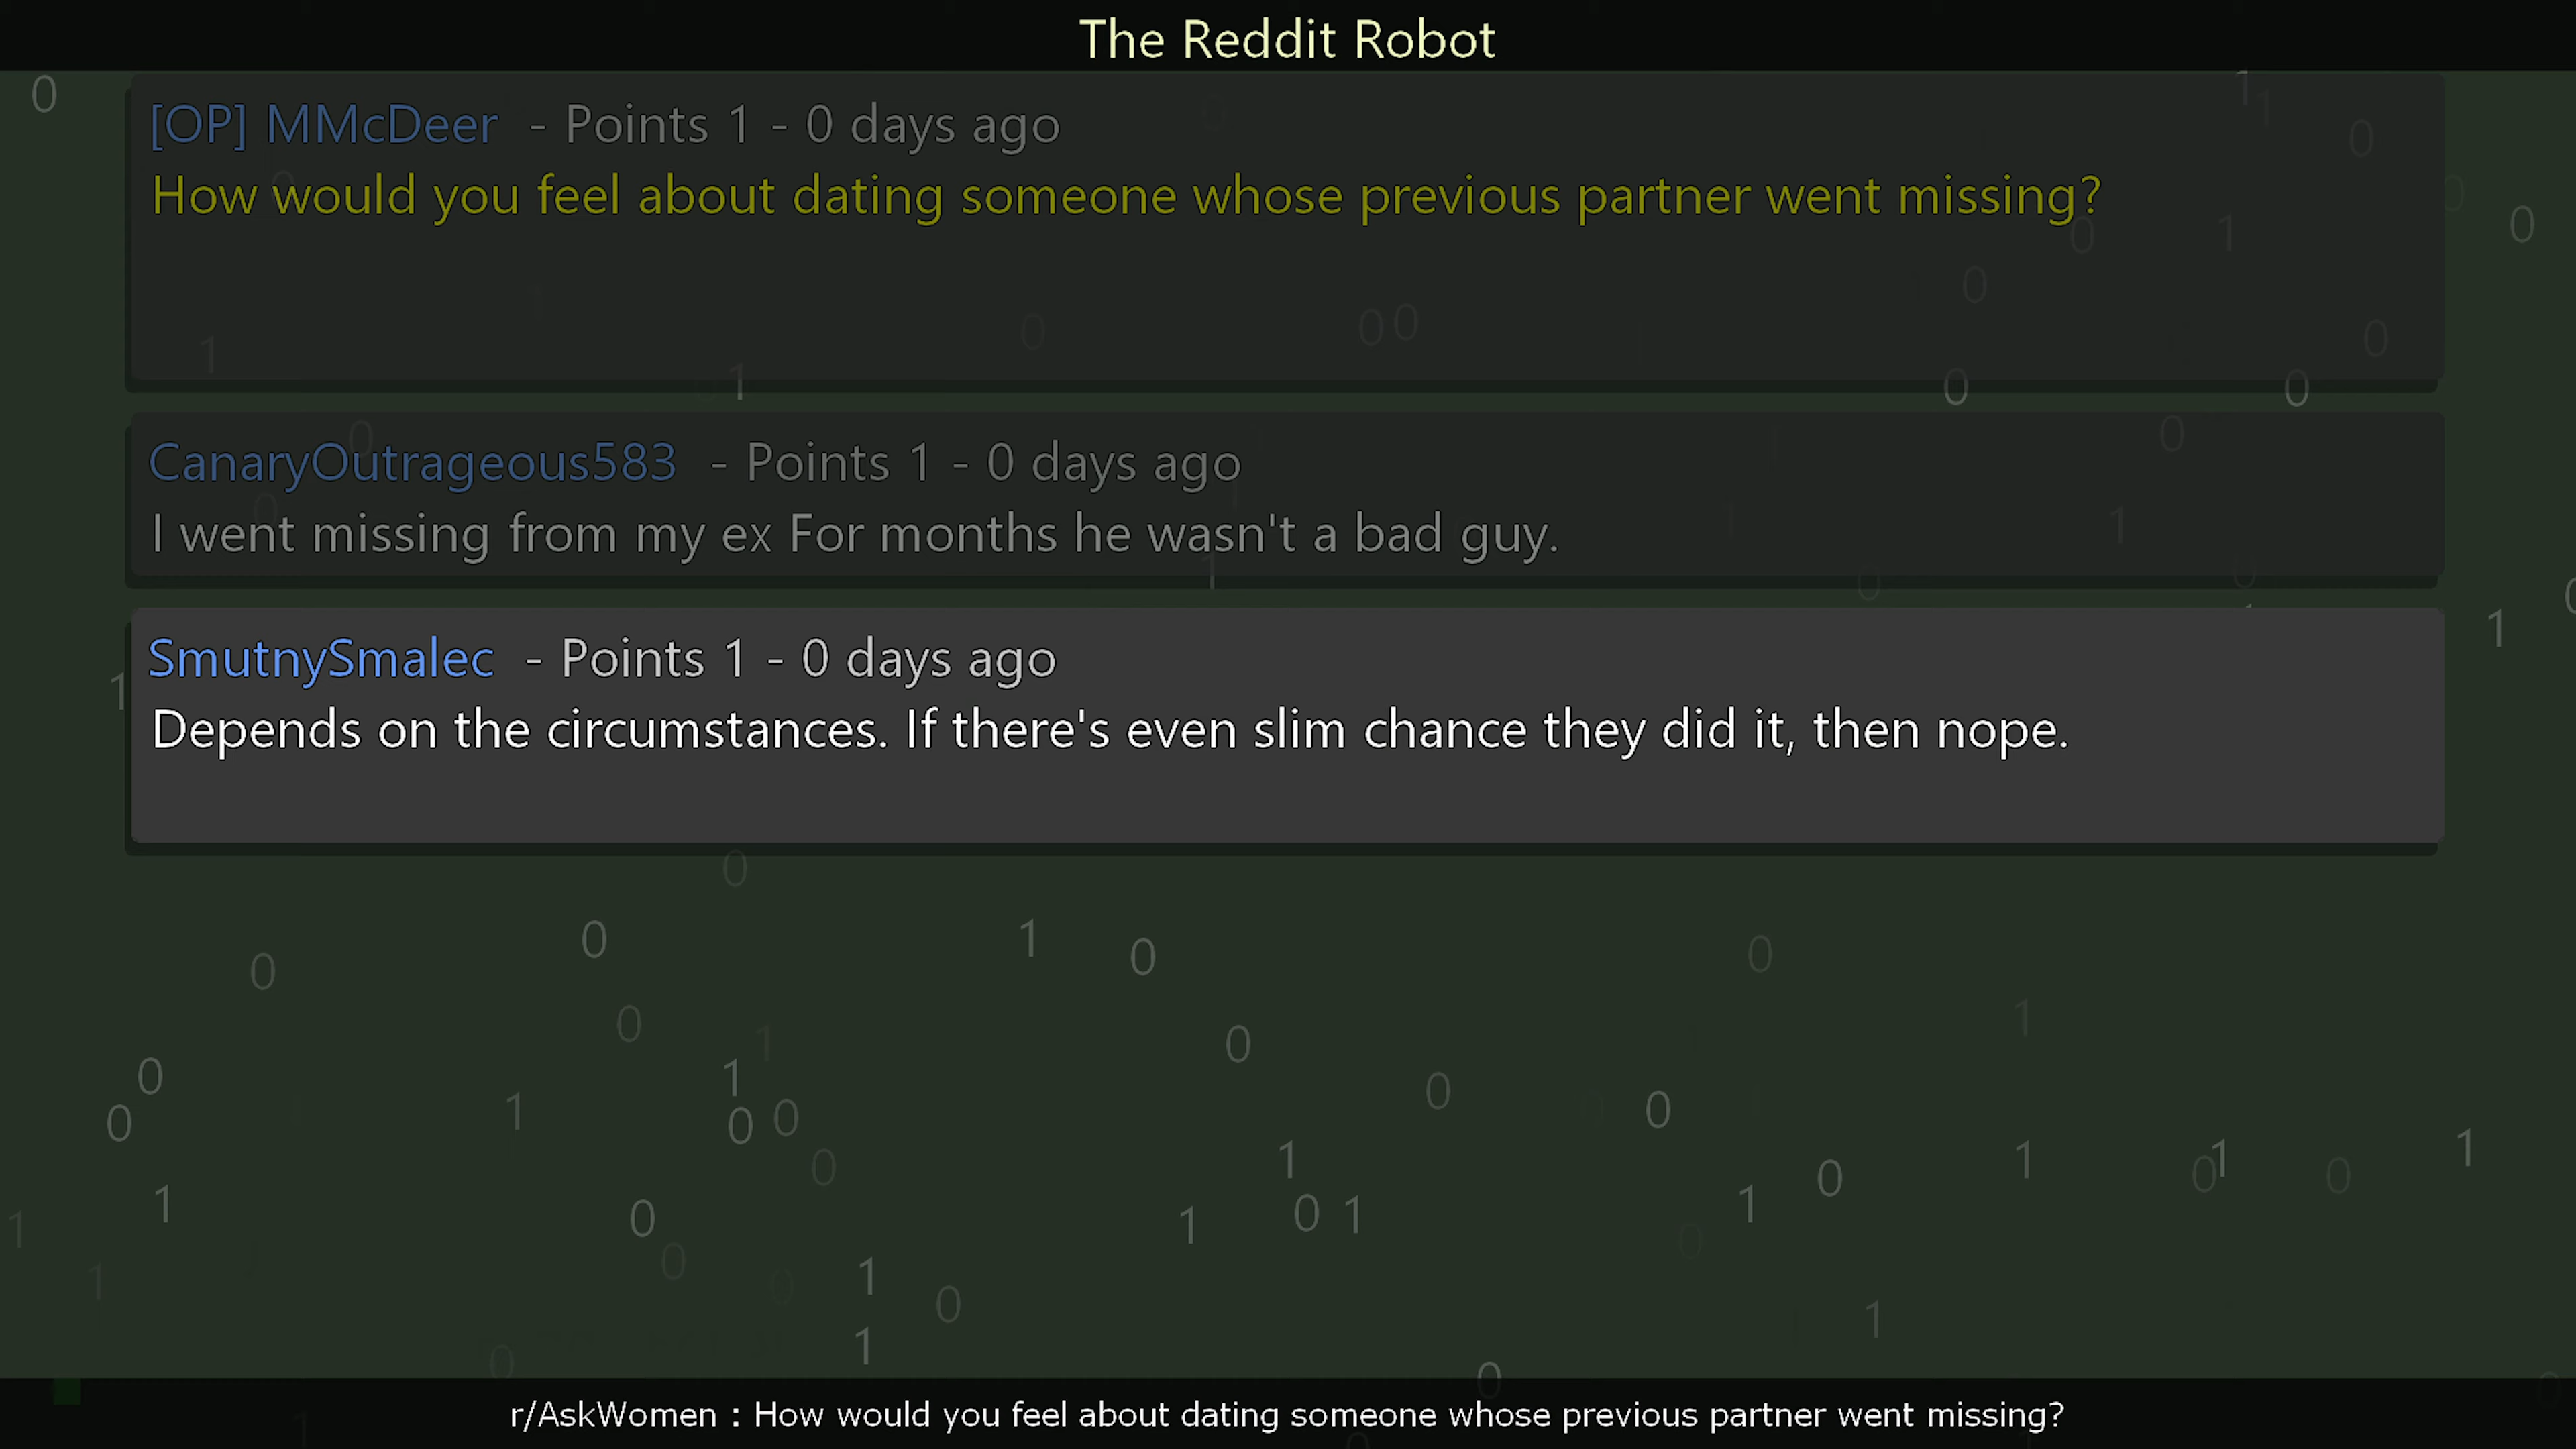 The Reddit Robot
[OP] MMcDeer - Points 1 - 0 days ago
How would you feel about dating someone whose previous partner went missing?
CanaryOutrageous583 - Points 1 - 0 days ago
I went missing from my ex For months he wasn't a bad guy.
SmutnySmalec - Points 1 - 0 days ago
Depends on the circumstances. If there's even slim chance they did it, then nope.
r/AskWomen : How would you feel about dating someone whose previous partner went missing?